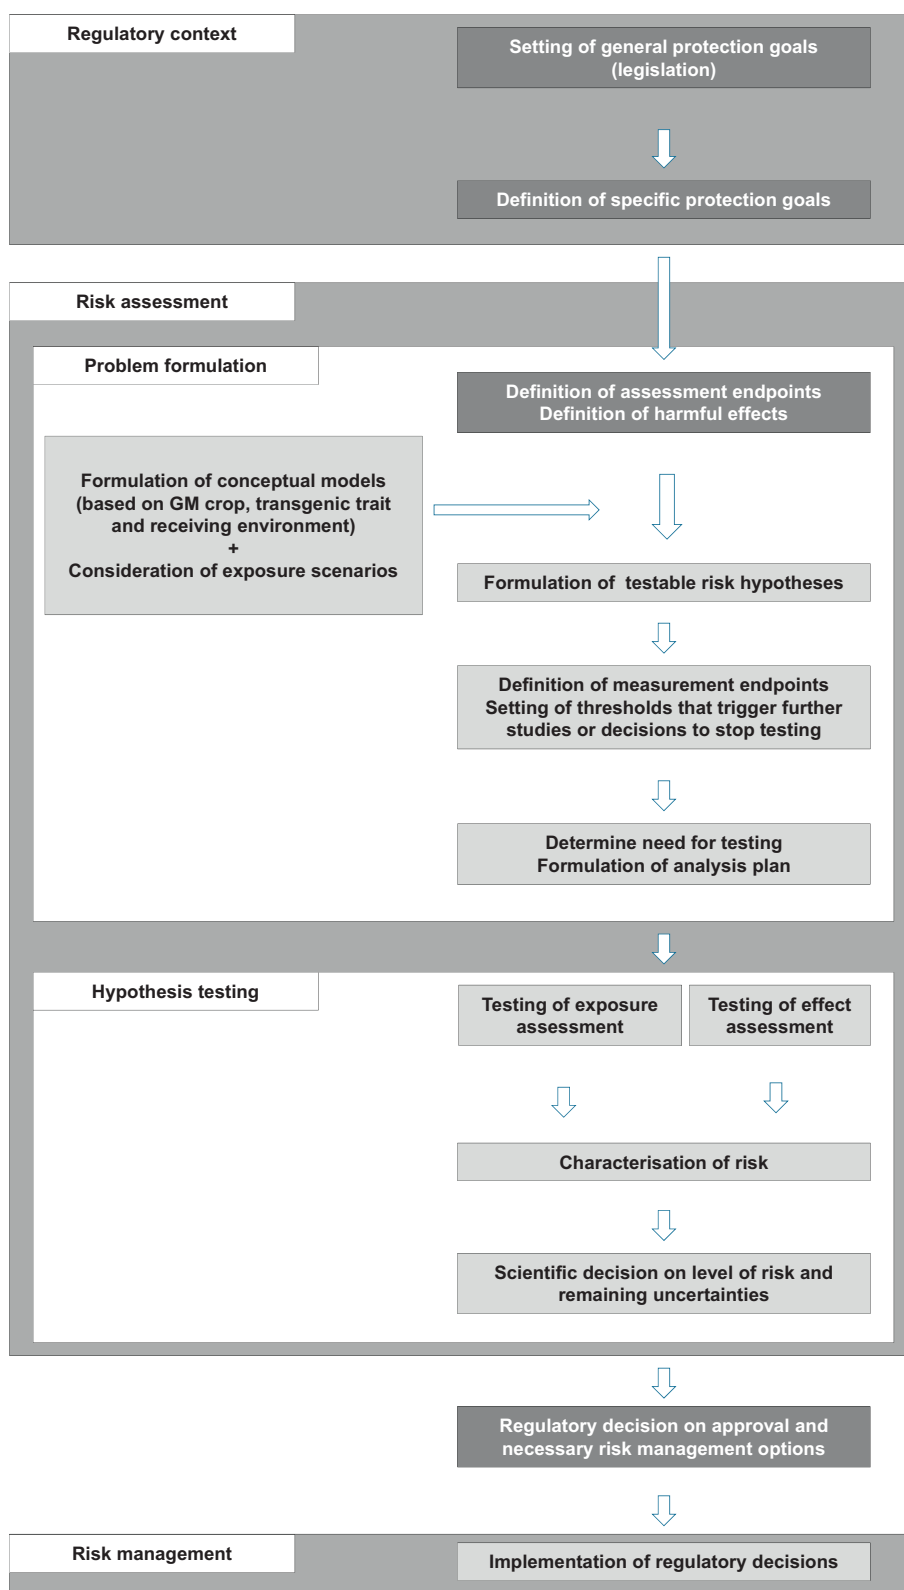 Regulatory context
Setting of general protection goals
(legislation)
Definition of specific protection goals
Risk assessment
Problem formulation
Definition of assessment endpoints
Definition of harmful effects
Formulation of conceptual models
(based on GM crop, transgenic trait
and receiving environment)
+
Consideration of exposure scenarios
Formulation of testable risk hypotheses
Definition of measurement endpoints
Setting of thresholds that trigger further
studies or decisions to stop testing
Determine need for testing
Formulation of analysis plan
Hypothesis testing
Testing of exposure
assessment
Testing of effect
assessment
Characterisation of risk
Scientific decision on level of risk and
remaining uncertainties
Regulatory decision on approval and
necessary risk management options
Risk management
Implementation of regulatory decisions